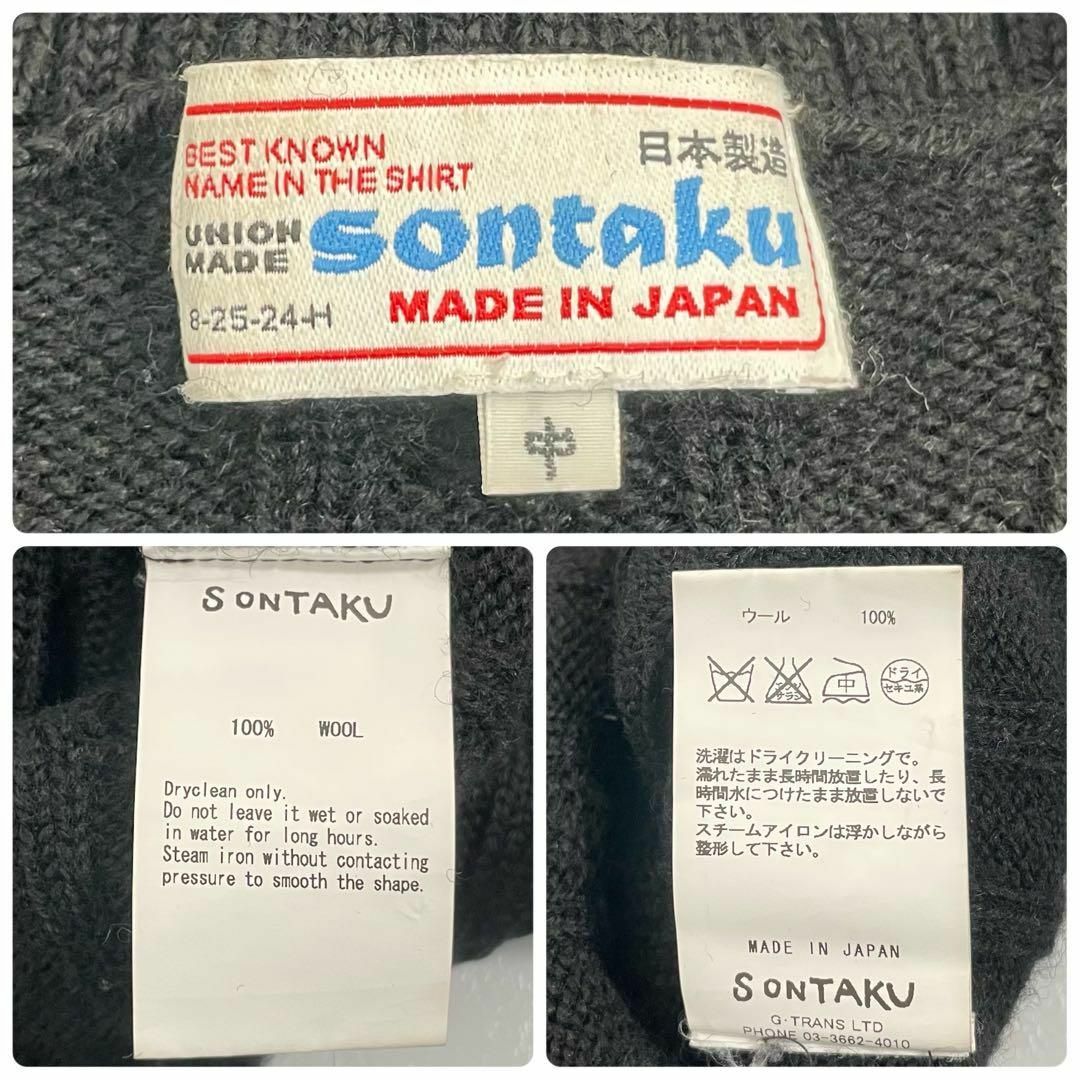 BEST KNOWN
NAME IN THE SHIRT
日本製造
UNION
MADE
sontaku
8-25-24-H
MADE IN JAPAN
中
SONTAKU
100% WOOL
Dryclean only.
Do not leave it wet or soaked
in water for long hours.
Steam iron without contacting
pressure to smooth the shape.
ウール 100%
エンソ
サラシ
中
ドライ
セキユ系
洗濯はドライクリーニングで。
濡れたまま長時間放置したり、長
時間水につけたまま放置しないで
下さい。
スチームアイロンは浮かしながら
整形して下さい。
MADE IN JAPAN
SONTAKU
G·TRANS LTD
PHONE 03-3662-4010